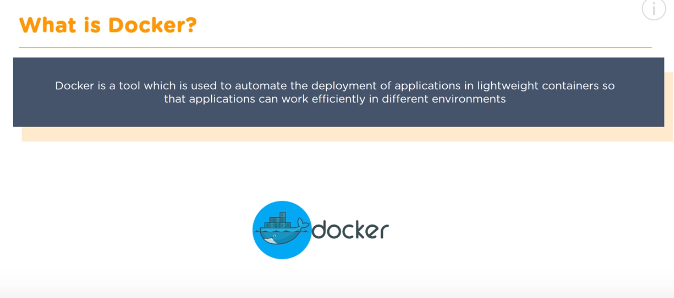 What is Docker?
i
Docker is a tool which is used to automate the deployment of applications in lightweight containers so
that applications can work efficiently in different environments
docker